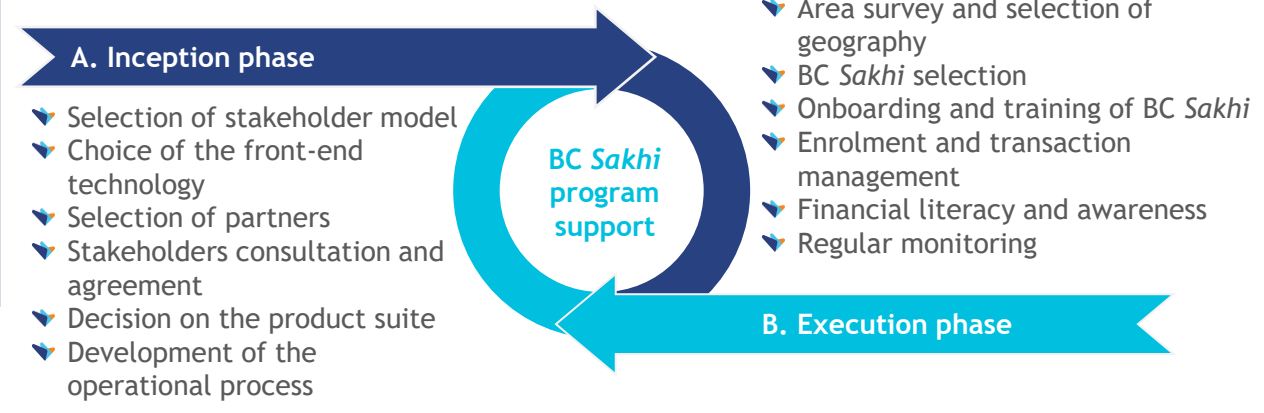 A. Inception phase
Selection of stakeholder model
Choice of the front-end
technology
Selection of partners
Stakeholders consultation and
agreement
Decision on the product suite
Development of the
operational process
BC Sakhi
program
support
Area survey and selection of
geography
BC Sakhi selection
Onboarding and training of BC Sakhi
Enrolment and transaction
management
Financial literacy and awareness
Regular monitoring
B. Execution phase